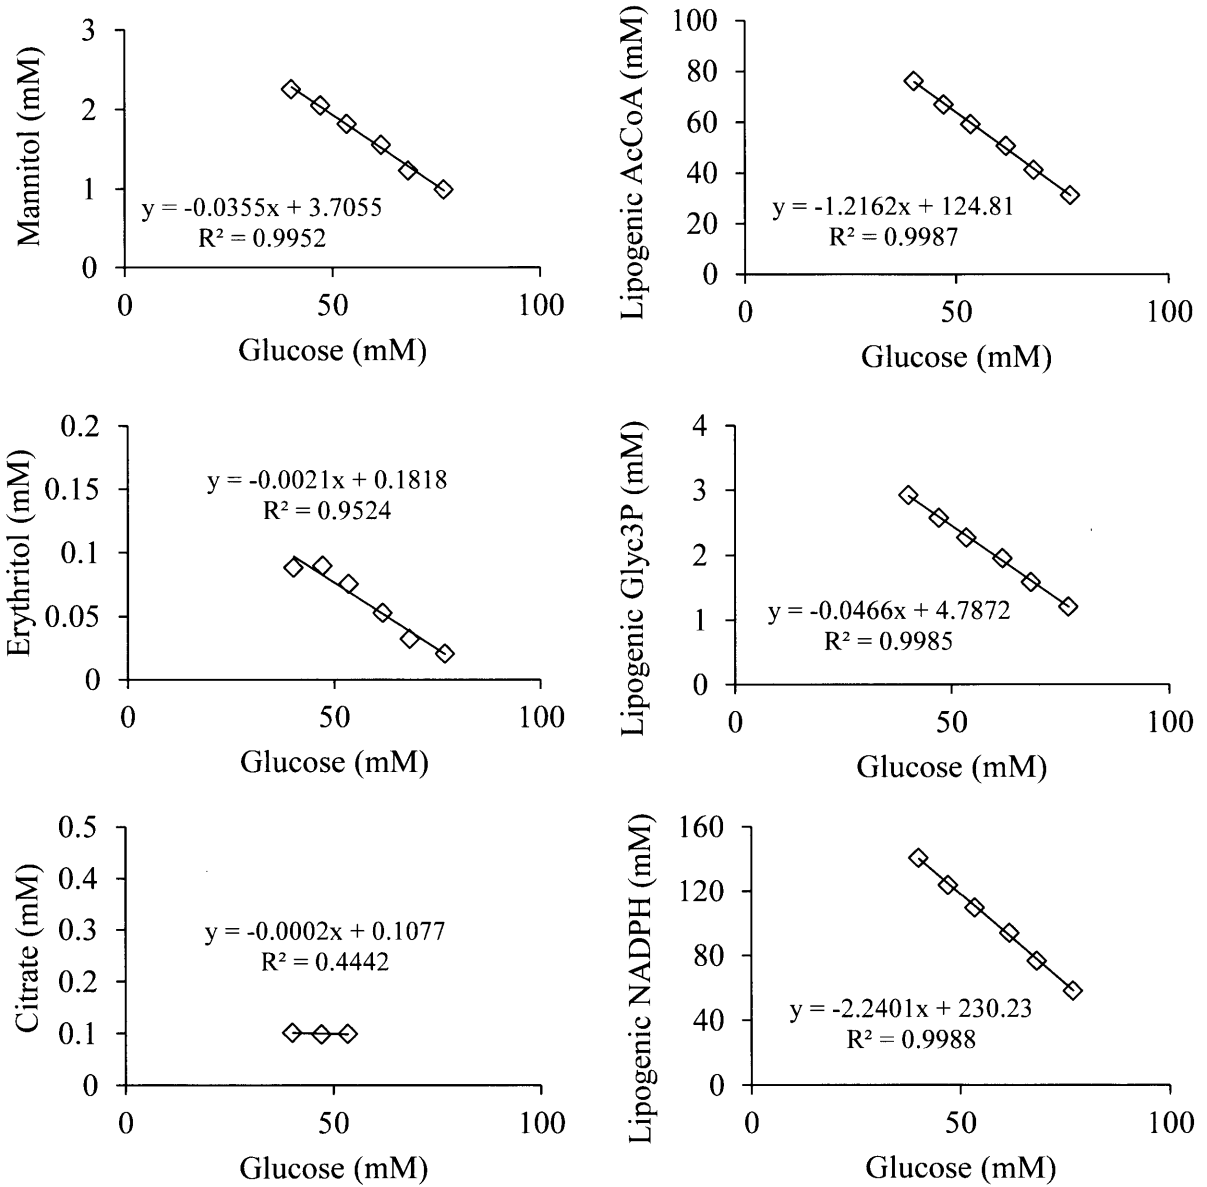 Mannitol (mM)
3
2
1
0
y = -0.0355x + 3.7055
R² = 0.9952
0
50
100
Glucose (mM)
Lipogenic AcCoA (mM)
100
80
60
40
20
0
y = -1.2162x + 124.81
R² = 0.9987
0
50
100
Glucose (mM)
Erythritol (mM)
0.2
0.15
0.1
0.05
0
y = -0.0021x + 0.1818
R² = 0.9524
0
50
100
Glucose (mM)
Lipogenic Glyc3P (mM)
4
3
2
1
0
y = -0.0466x + 4.7872
R² = 0.9985
0
50
100
Glucose (mM)
Citrate (mM)
0.5
0.4
0.3
0.2
0.1
0
y = -0.0002x + 0.1077
R² = 0.4442
0
50
100
Glucose (mM)
Lipogenic NADPH (mM)
160
120
80
40
0
y = -2.2401x + 230.23
R² = 0.9988
0
50
100
Glucose (mM)